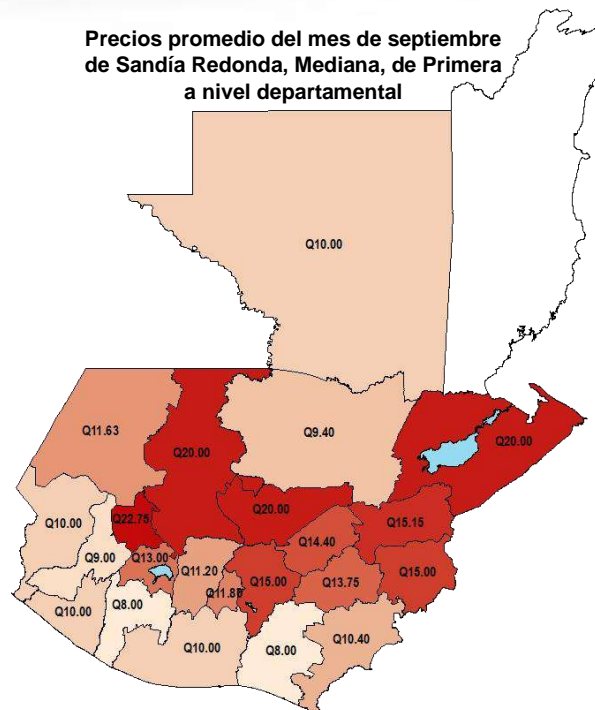 Precios promedio del mes de septiembre
de Sandía Redonda, Mediana, de Primera
a nivel departamental
Q10.00
Q11.63
Q9.40
Q20.00
Q20.00
Q20.00
Q22.75
Q10.00
Q15.15
Q14.40
Q9.00
Q13.00
Q11.20
Q15.00
Q13.75
Q15.00
Q11.87
Q10.00
Q8.00
Q10.00
Q8.00
Q10.40